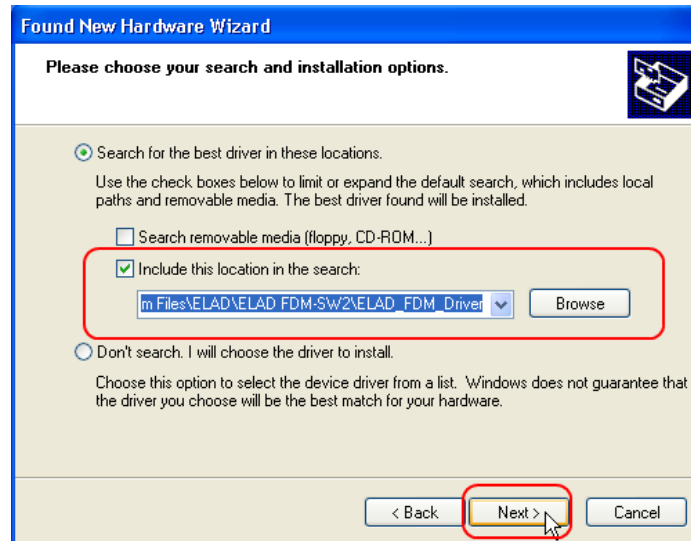 Found New Hardware Wizard
Please choose your search and installation options.
Search for the best driver in these locations.
Use the check boxes below to limit or expand the default search, which includes local
paths and removable media. The best driver found will be installed.
Search removable media (floppy, CD-ROM...)
Include this location in the search:
m Files\ELAD\ELAD FDM-SW2\ELAD_FDM_Driver
Browse
Don't search. I will choose the driver to install.
Choose this option to select the device driver from a list. Windows does not guarantee that
the driver you choose will be the best match for your hardware.
< Back Next > Cancel